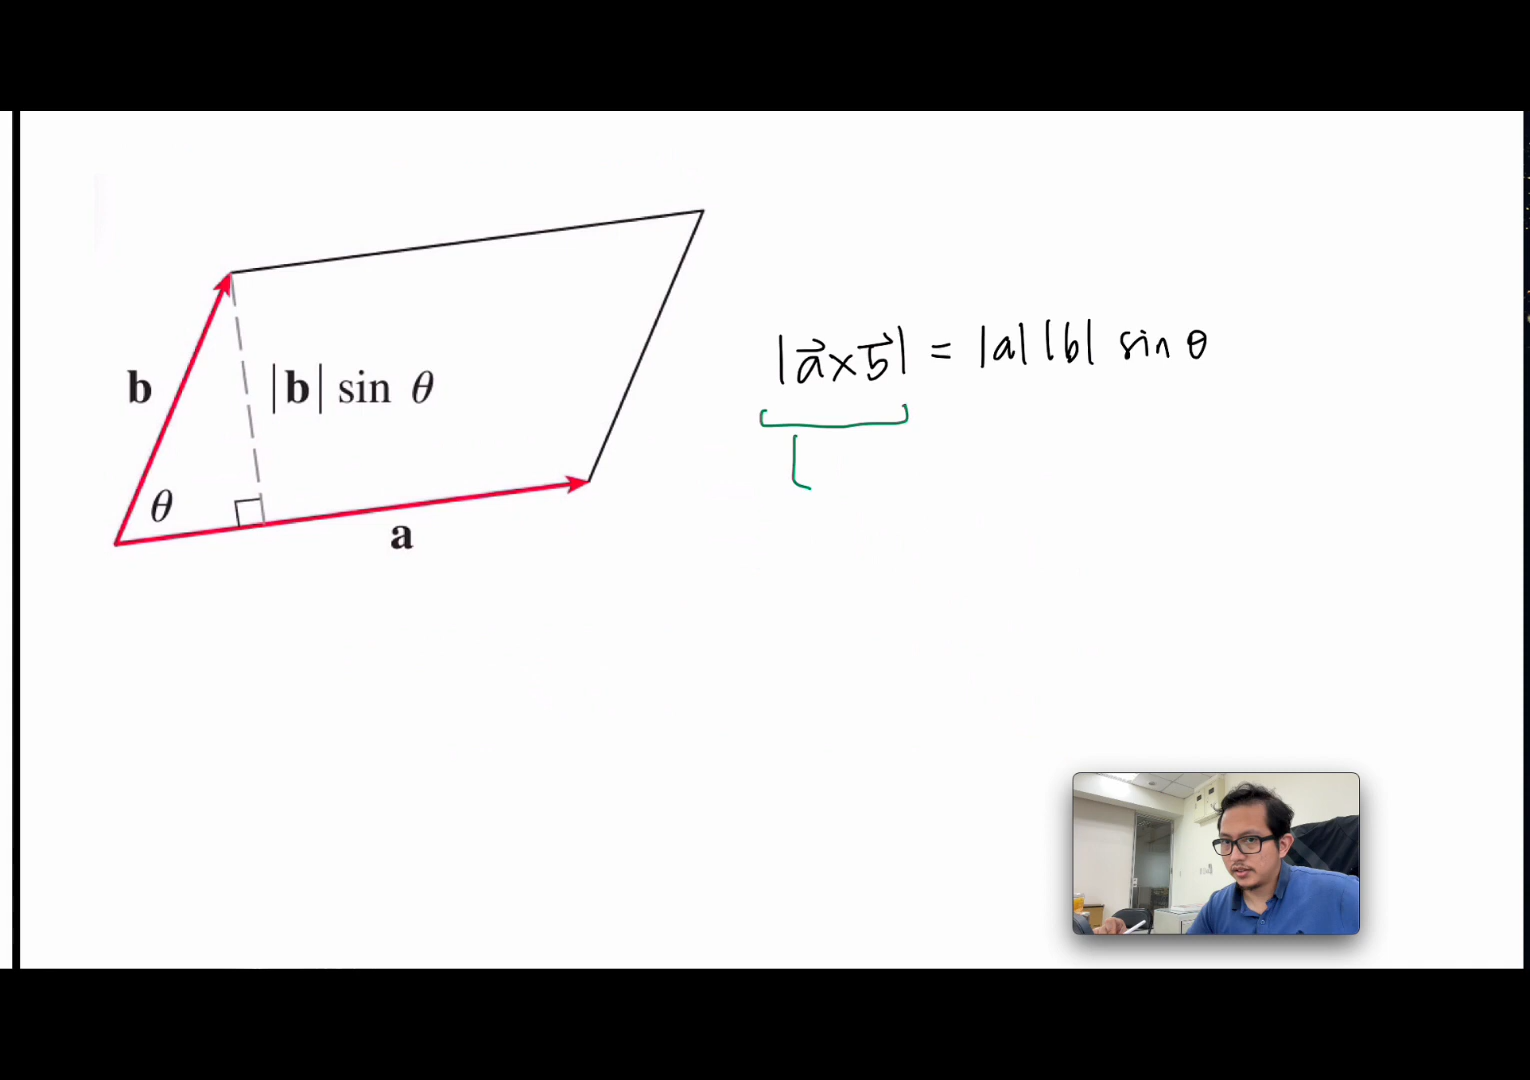 b
|b| sin θ
θ
a
|a⃗×b⃗| = |a| |b| sin θ